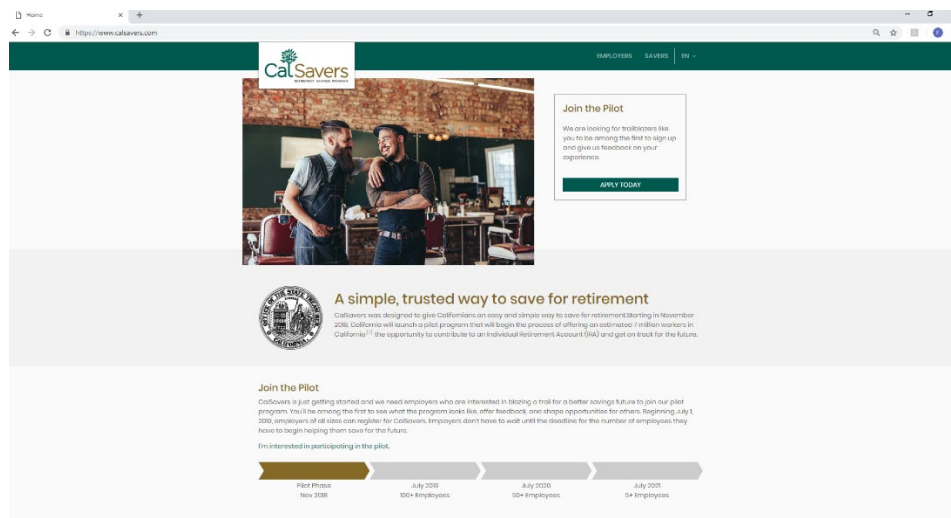 Home
https://www.calsavers.com
EMPLOYERS SAVERS EN
CalSavers
RETIREMENT SAVINGS PROGRAM
Join the Pilot
We are looking for trailblazers like
you to be among the first to sign up
and give us feedback on your
experience.
APPLY TODAY
A simple, trusted way to save for retirement
CalSavers was designed to give Californians an easy and simple way to save for retirement.Starting in November
2018, California will launch a pilot program that will begin the process of offering an estimated 7 million workers in
California[1] the opportunity to contribute to an Individual Retirement Account (IRA) and get on track for the future.
OFFICE OF THE STATE TREASURER
CALIFORNIA
Join the Pilot
CalSavers is just getting started and we need employers who are interested in blazing a trail for a better savings future to join our pilot
program. You'll be among the first to see what the program looks like, offer feedback, and shape opportunities for others. Beginning July 1,
2019, employers of all sizes can register for CalSavers. Employers don't have to wait until the deadline for the number of employees they
have to begin helping them save for the future.
I'm interested in participating in the pilot.
Pilot Phase July 2019 July 2020 July 2021
Nov 2018 100+ Employees 50+ Employees 5+ Employees